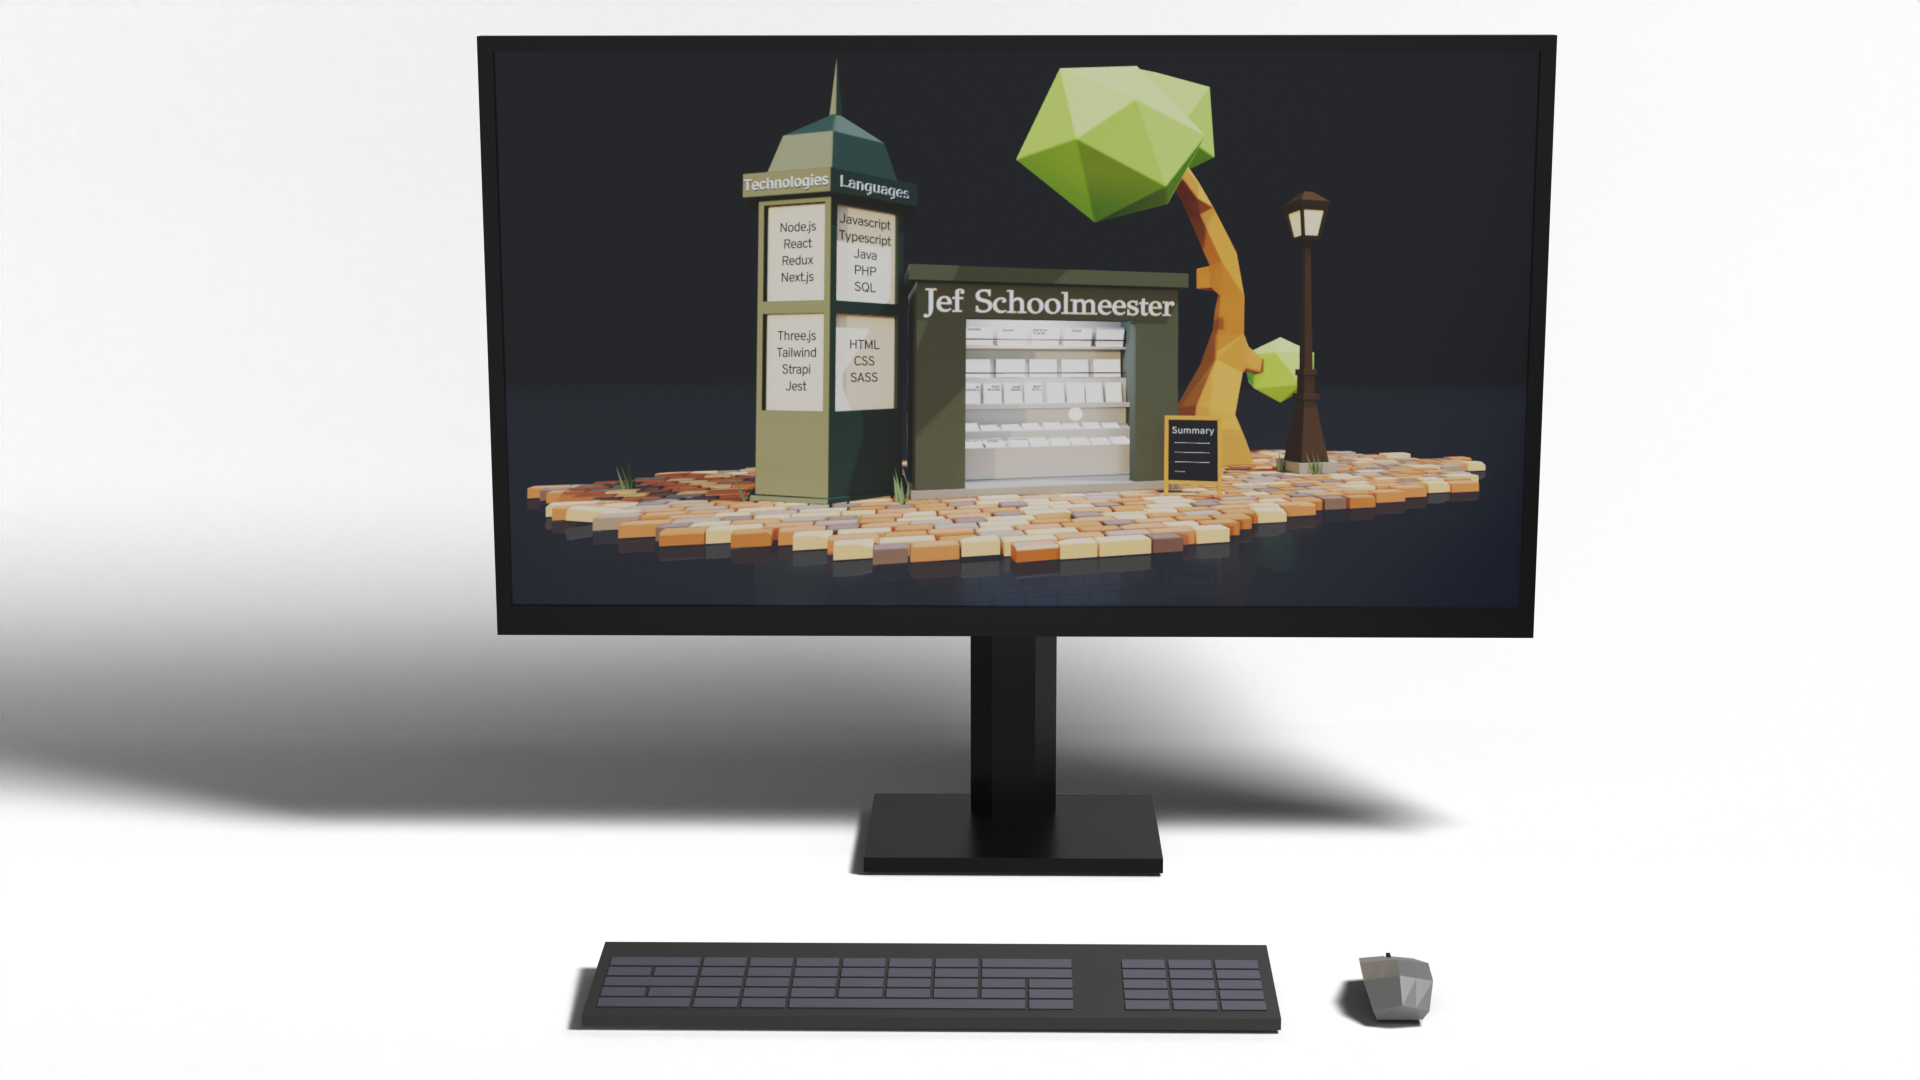 Technologies
Languages
Node.js
React
Redux
Next.js
Javascript
Typescript
Java
PHP
SQL
Three.js
Tailwind
Strapi
Jest
HTML
CSS
SASS
Jef Schoolmeester
Summary